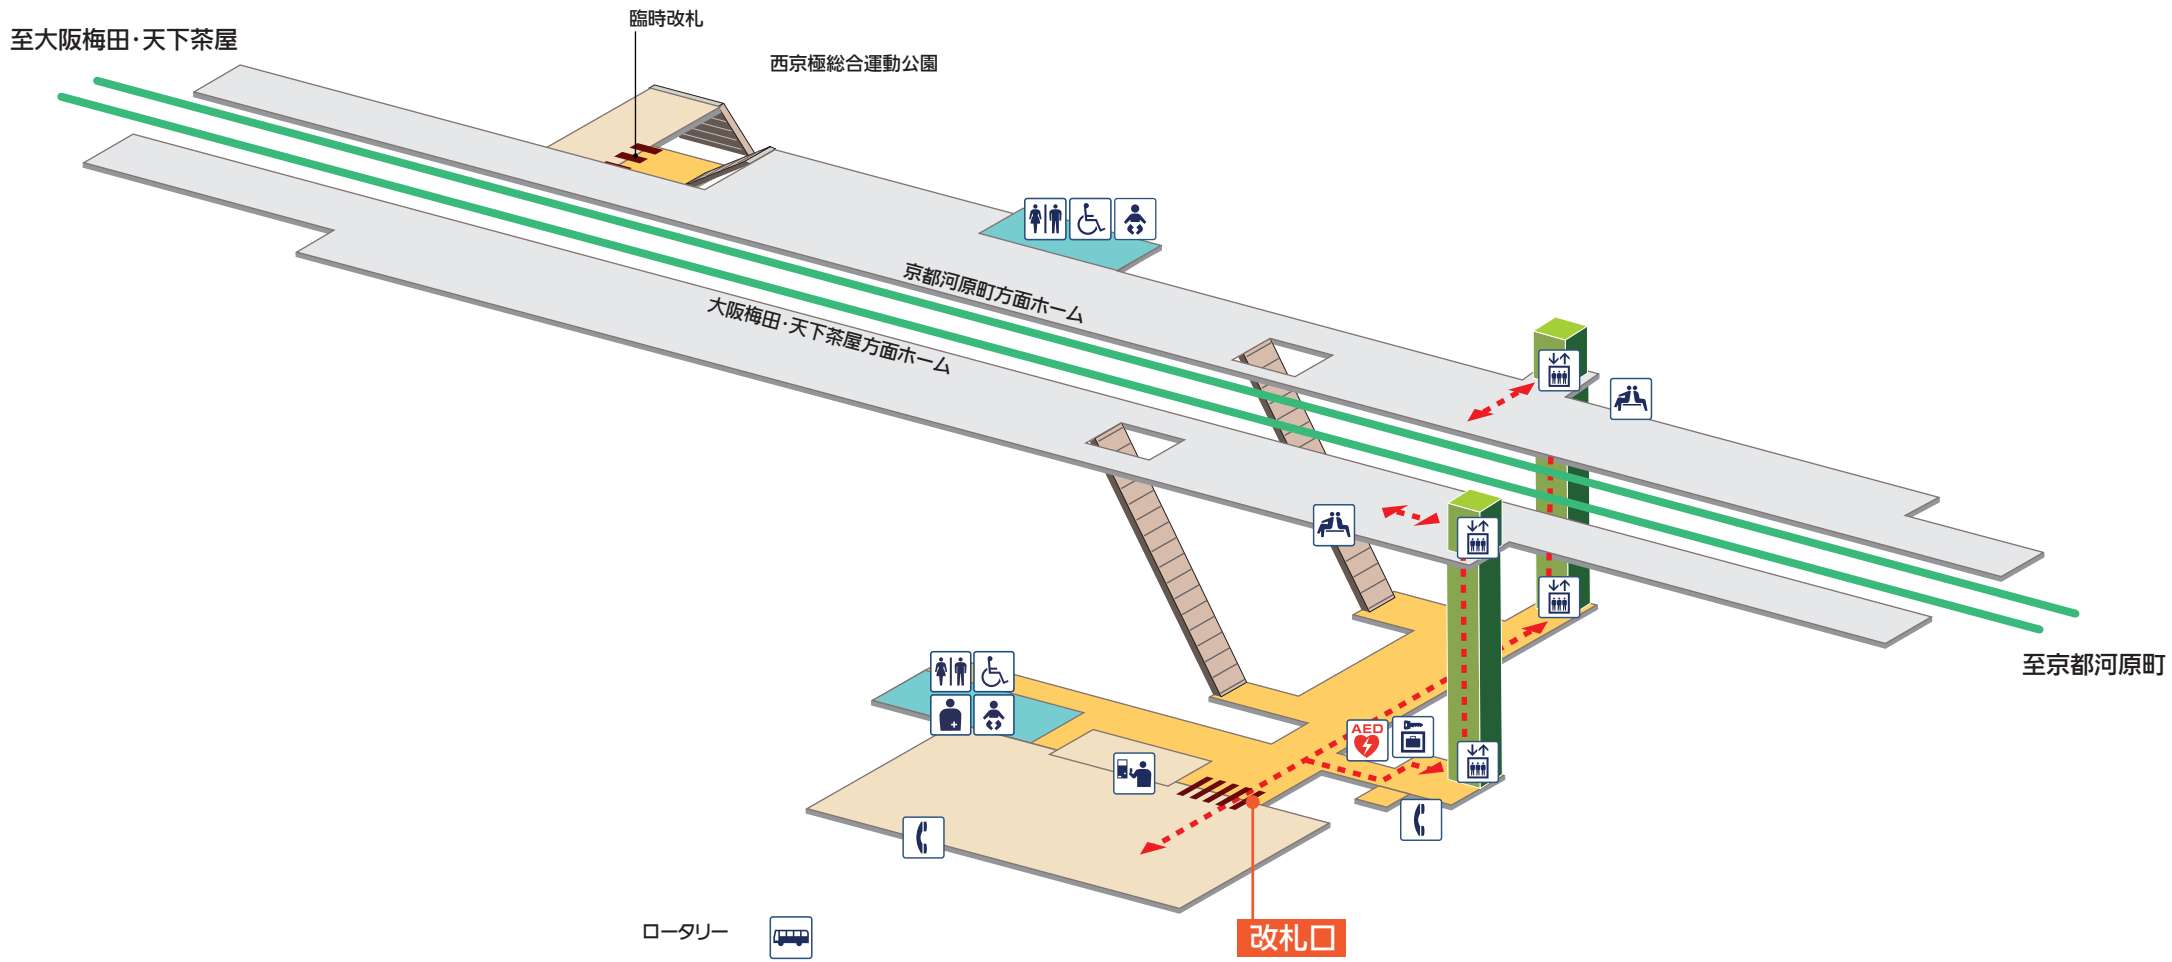 臨時改札
至大阪梅田・天下茶屋
西京極総合運動公園
京都河原町方面ホーム
大阪梅田・天下茶屋方面ホーム
至京都河原町
AED
改札口
ロータリー